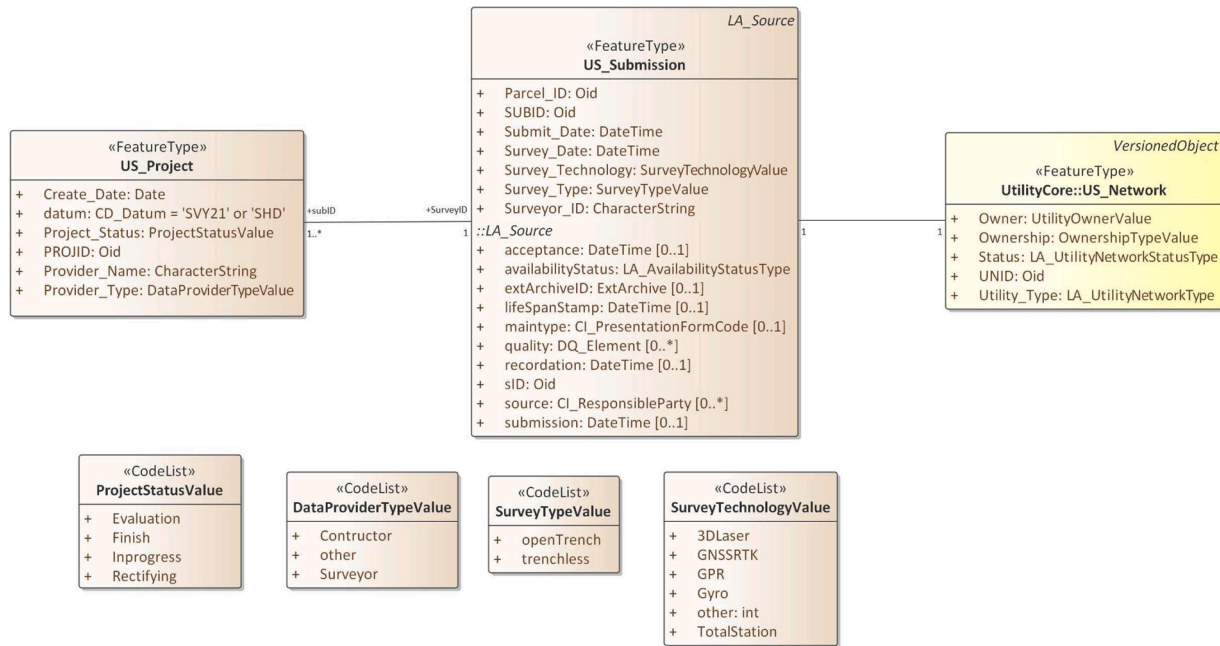 «FeatureType»
US_Project
+ Create_Date: Date
+ datum: CD_Datum = 'SVY21' or 'SHD'
+ Project_Status: ProjectStatusValue
+ PROJID: Oid
+ Provider_Name: CharacterString
+ Provider_Type: DataProviderTypeValue
+subID
1..*
+SurveyID
1
LA_Source
«FeatureType»
US_Submission
+ Parcel_ID: Oid
+ SUBID: Oid
+ Submit_Date: DateTime
+ Survey_Date: DateTime
+ Survey_Technology: SurveyTechnologyValue
+ Survey_Type: SurveyTypeValue
+ Surveyor_ID: CharacterString
::LA_Source
+ acceptance: DateTime [0..1]
+ availabilityStatus: LA_AvailabilityStatusType
+ extArchiveID: ExtArchive [0..1]
+ lifeSpanStamp: DateTime [0..1]
+ maintype: CI_PresentationFormCode [0..1]
+ quality: DQ_Element [0..*]
+ recordation: DateTime [0..1]
+ sID: Oid
+ source: CI_ResponsibleParty [0..*]
+ submission: DateTime [0..1]
1
1
VersionedObject
«FeatureType»
UtilityCore::US_Network
+ Owner: UtilityOwnerValue
+ Ownership: OwnershipTypeValue
+ Status: LA_UtilityNetworkStatusType
+ UNID: Oid
+ Utility_Type: LA_UtilityNetworkType
«CodeList»
ProjectStatusValue
+ Evaluation
+ Finish
+ Inprogress
+ Rectifying
«CodeList»
DataProviderTypeValue
+ Contructor
+ other
+ Surveyor
«CodeList»
SurveyTypeValue
+ openTrench
+ trenchless
«CodeList»
SurveyTechnologyValue
+ 3DLaser
+ GNSSRTK
+ GPR
+ Gyro
+ other: int
+ TotalStation